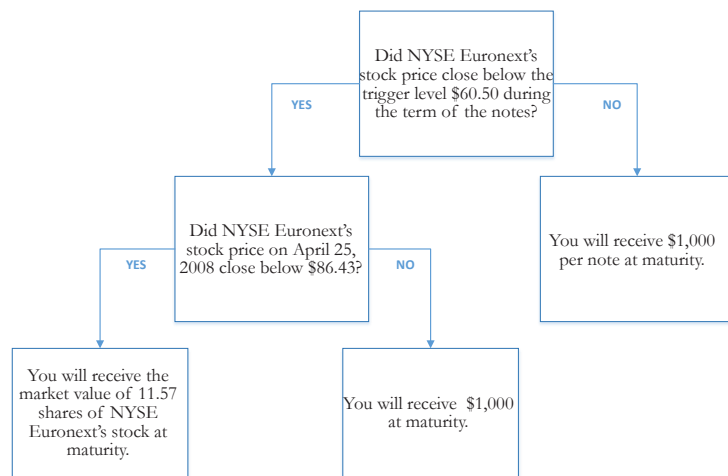 Did NYSE Euronext's
stock price close below the
trigger level $60.50 during
the term of the notes?
YES
NO
Did NYSE Euronext's
stock price on April 25,
2008 close below $86.43?
You will receive $1,000
per note at maturity.
YES
NO
You will receive the
market value of 11.57
shares of NYSE
Euronext's stock at
maturity.
You will receive $1,000
at maturity.